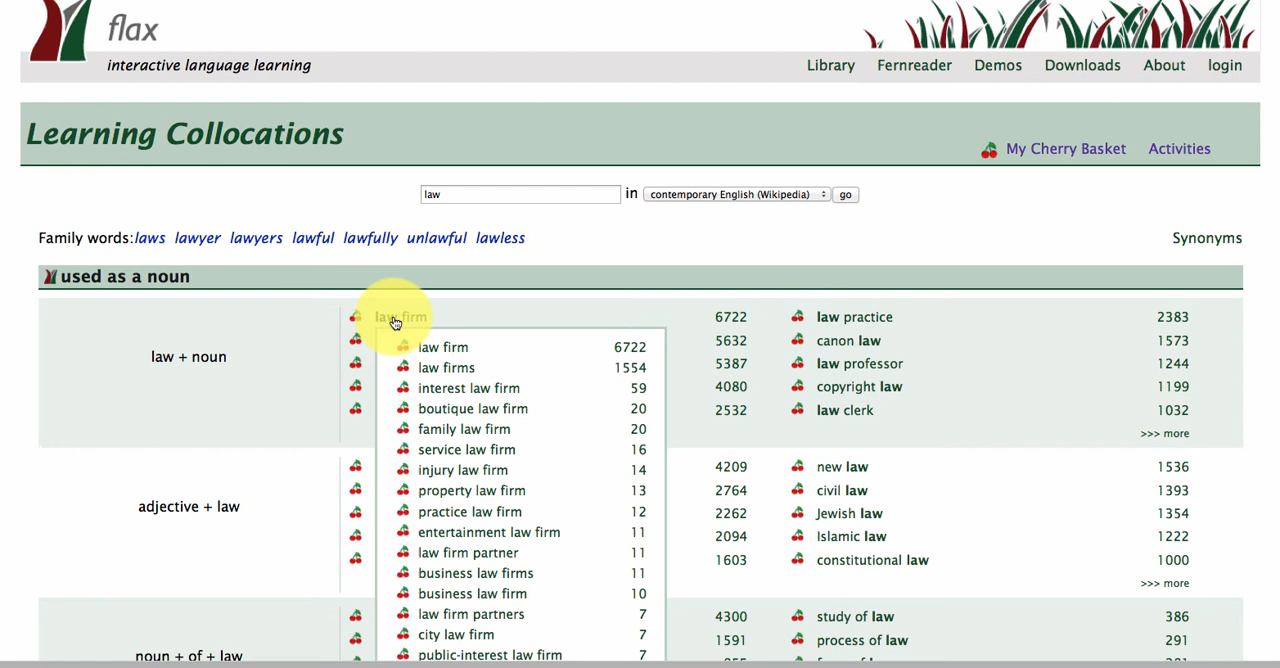 flax
interactive language learning
Library Fernreader Demos Downloads About login
Learning Collocations
My Cherry Basket Activities
law in contemporary English (Wikipedia) go
Family words: laws lawyer lawyers lawful lawfully unlawful lawless Synonyms
used as a noun
law + noun
law firm 6722 law practice 2383
5632 canon law 1573
5387 law professor 1244
4080 copyright law 1199
2532 law clerk 1032
>>> more
law firm 6722
law firms 1554
interest law firm 59
boutique law firm 20
family law firm 20
service law firm 16
injury law firm 14
property law firm 13
practice law firm 12
entertainment law firm 11
law firm partner 11
business law firms 11
business law firm 10
law firm partners 7
city law firm 7
public-interest law firm 7
adjective + law
4209 new law 1536
2764 civil law 1393
2262 Jewish law 1354
2094 Islamic law 1222
1603 constitutional law 1000
>>> more
noun + of + law
4300 study of law 386
1591 process of law 291